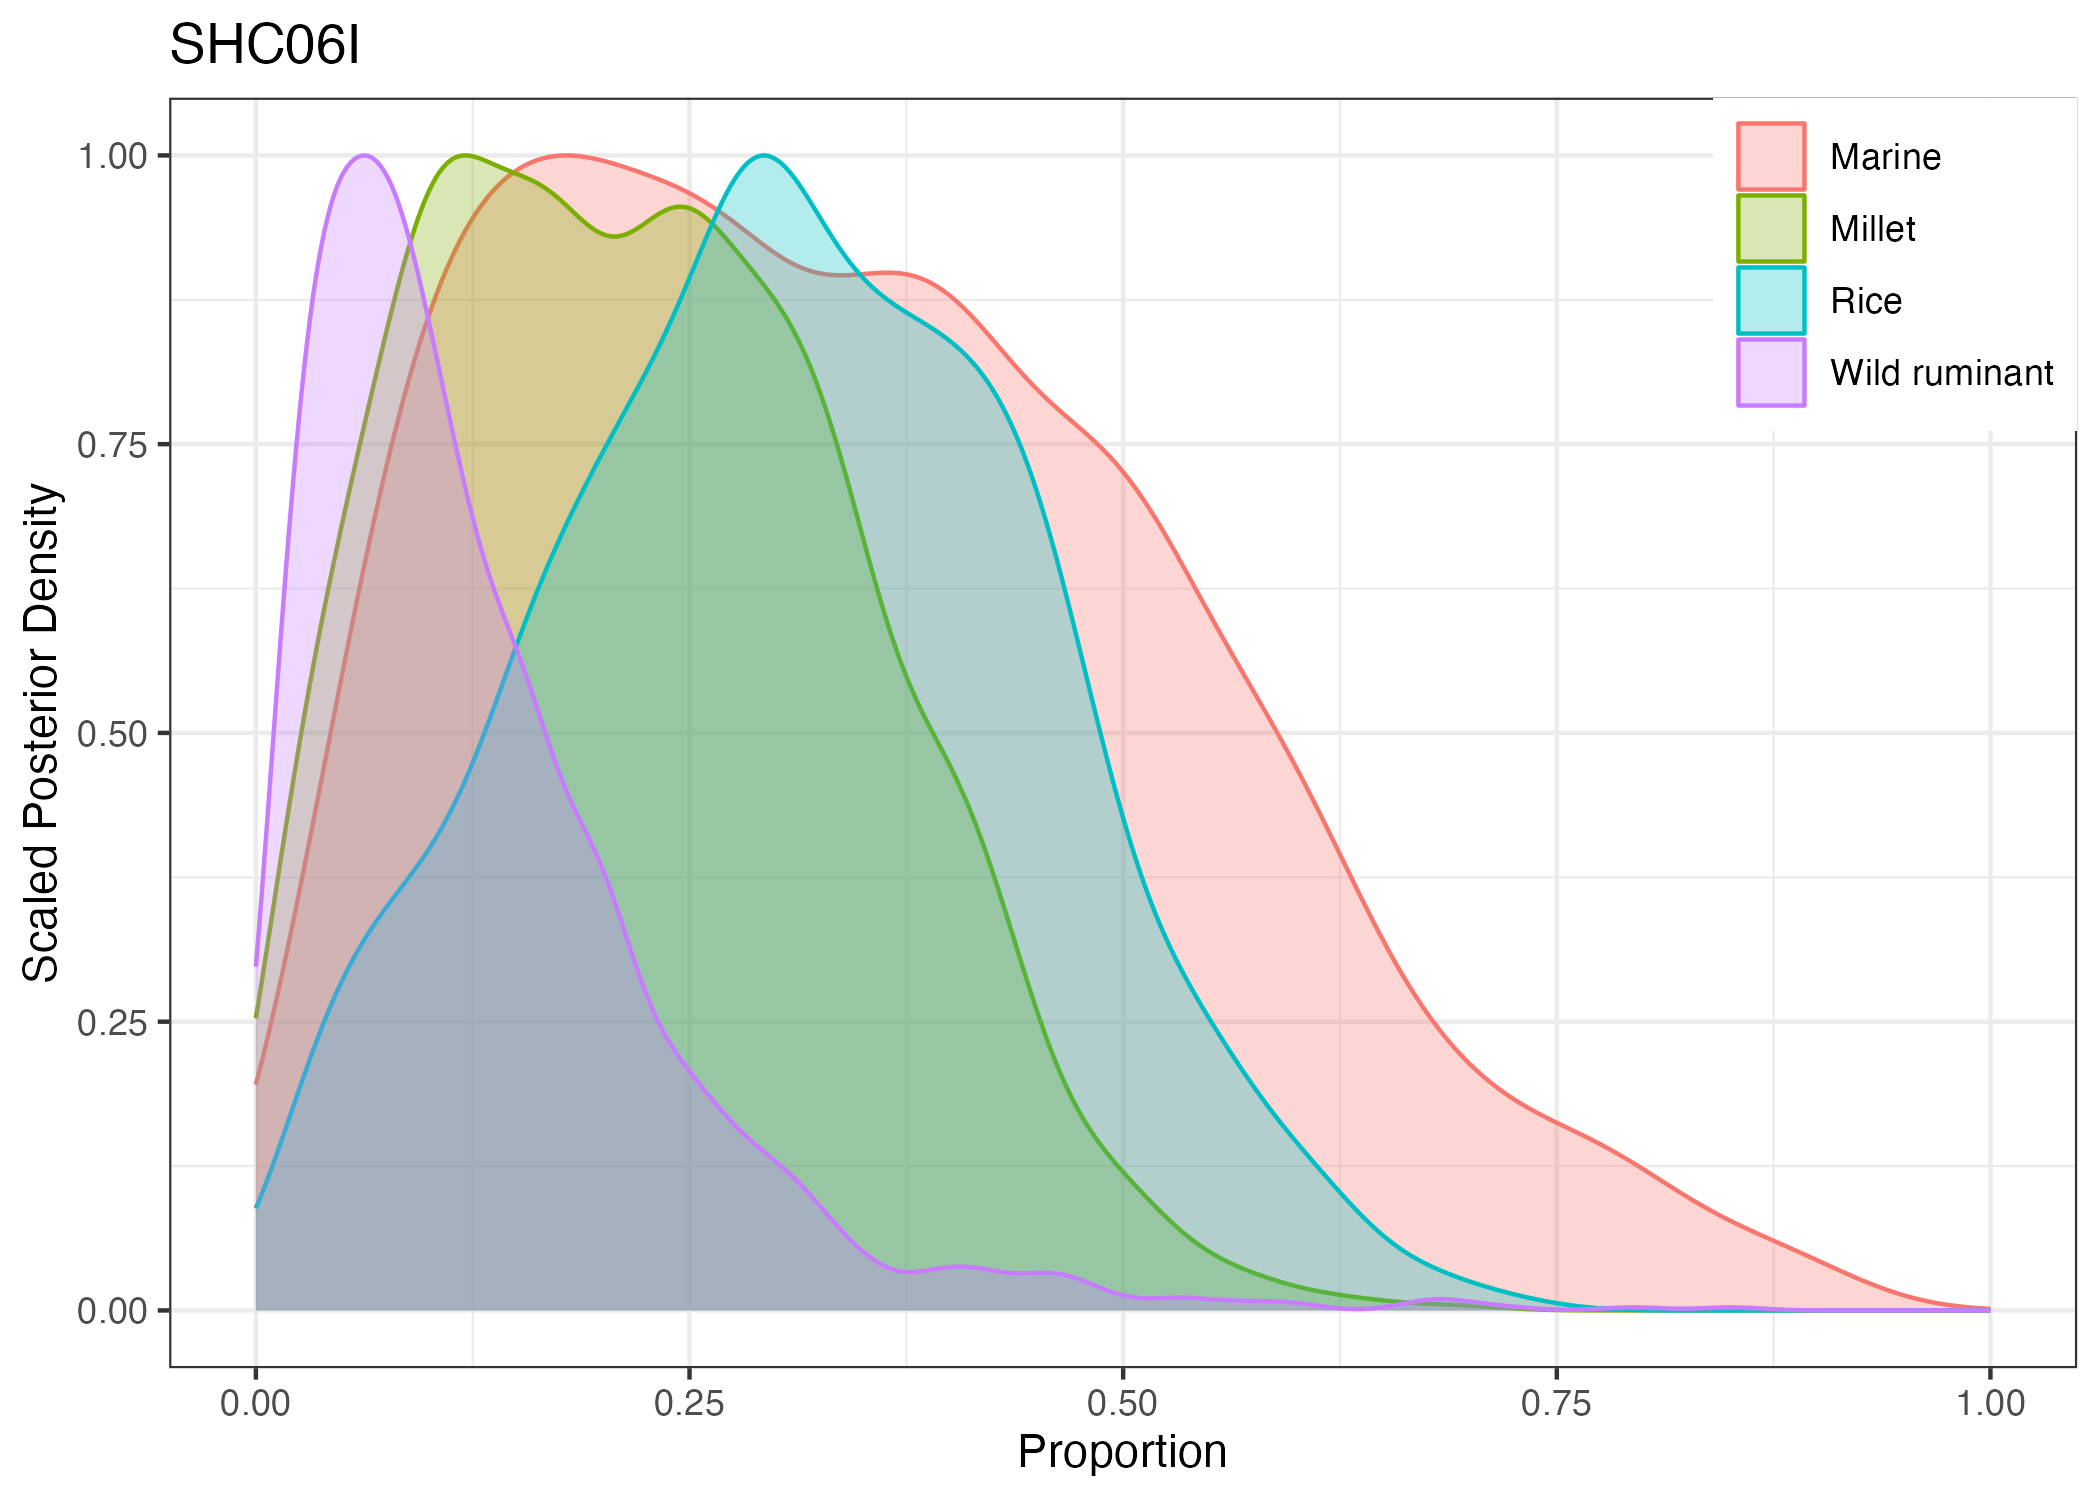 SHC06I
Marine
Millet
Rice
Wild ruminant
1.00
0.75
0.50
0.25
0.00
Scaled Posterior Density
0.00 0.25 0.50 0.75 1.00
Proportion